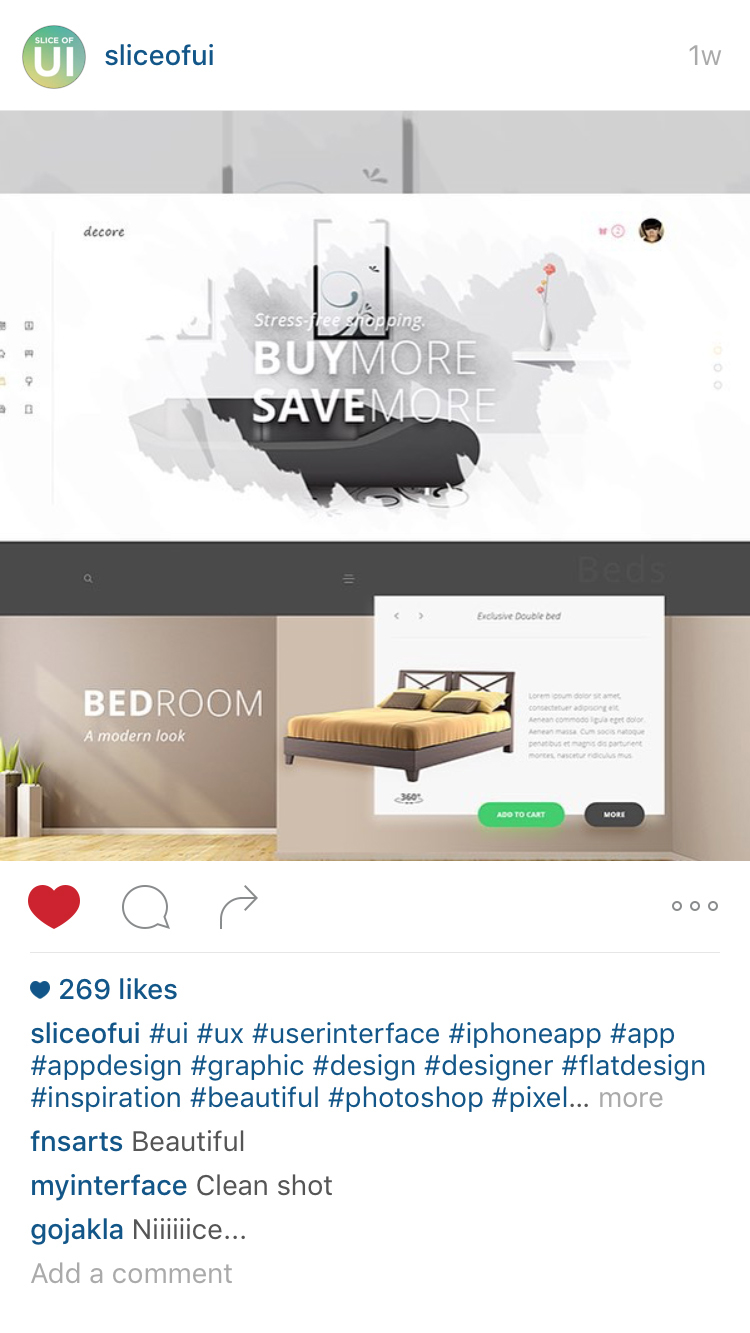 SLICE OF
UI
sliceofui
1w
decore
Stress-free shopping.
BUYMORE
SAVEMORE
Beds
Exclusive Double bed
BEDROOM
A modern look
Lorem ipsum dolor sit amet,
consectetuer adipiscing elit.
Aenean commodo ligula eget dolor.
Aenean massa. Cum sociis natoque
penatibus et magnis dis parturient
montes, nascetur ridiculus mus.
360°
ADD TO CART
MORE
269 likes
sliceofui #ui #ux #userinterface #iphoneapp #app
#appdesign #graphic #design #designer #flatdesign
#inspiration #beautiful #photoshop #pixel... more
fnsarts Beautiful
myinterface Clean shot
gojakla Niiiiiice...
Add a comment